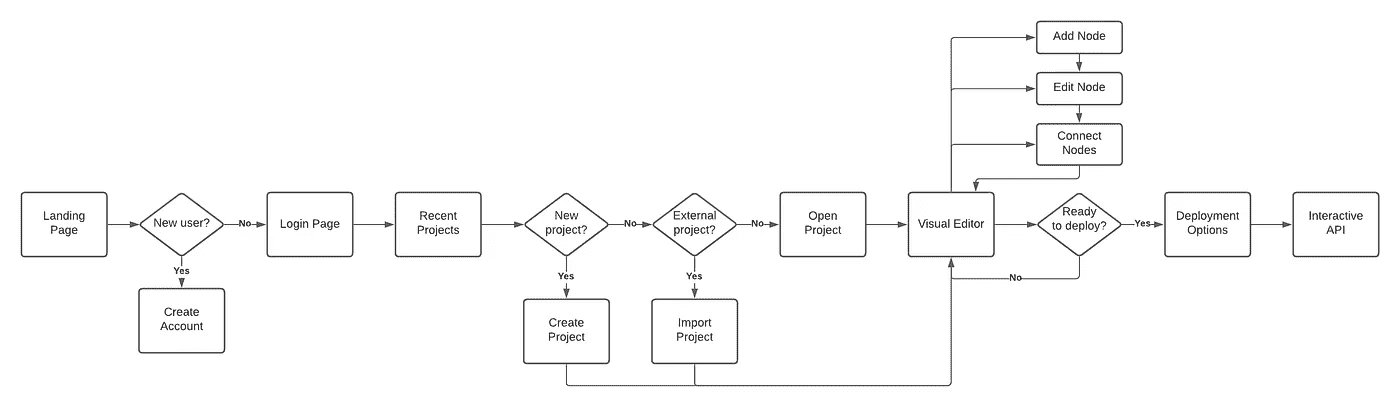 Add Node
Edit Node
Connect
Nodes
Landing
Page
New user?
No
Login Page
Recent
Projects
New
project?
No
External
project?
No
Open
Project
Visual Editor
Ready
to deploy?
Yes
Deployment
Options
Interactive
API
Yes
Yes
Yes
No
Create
Account
Create
Project
Import
Project